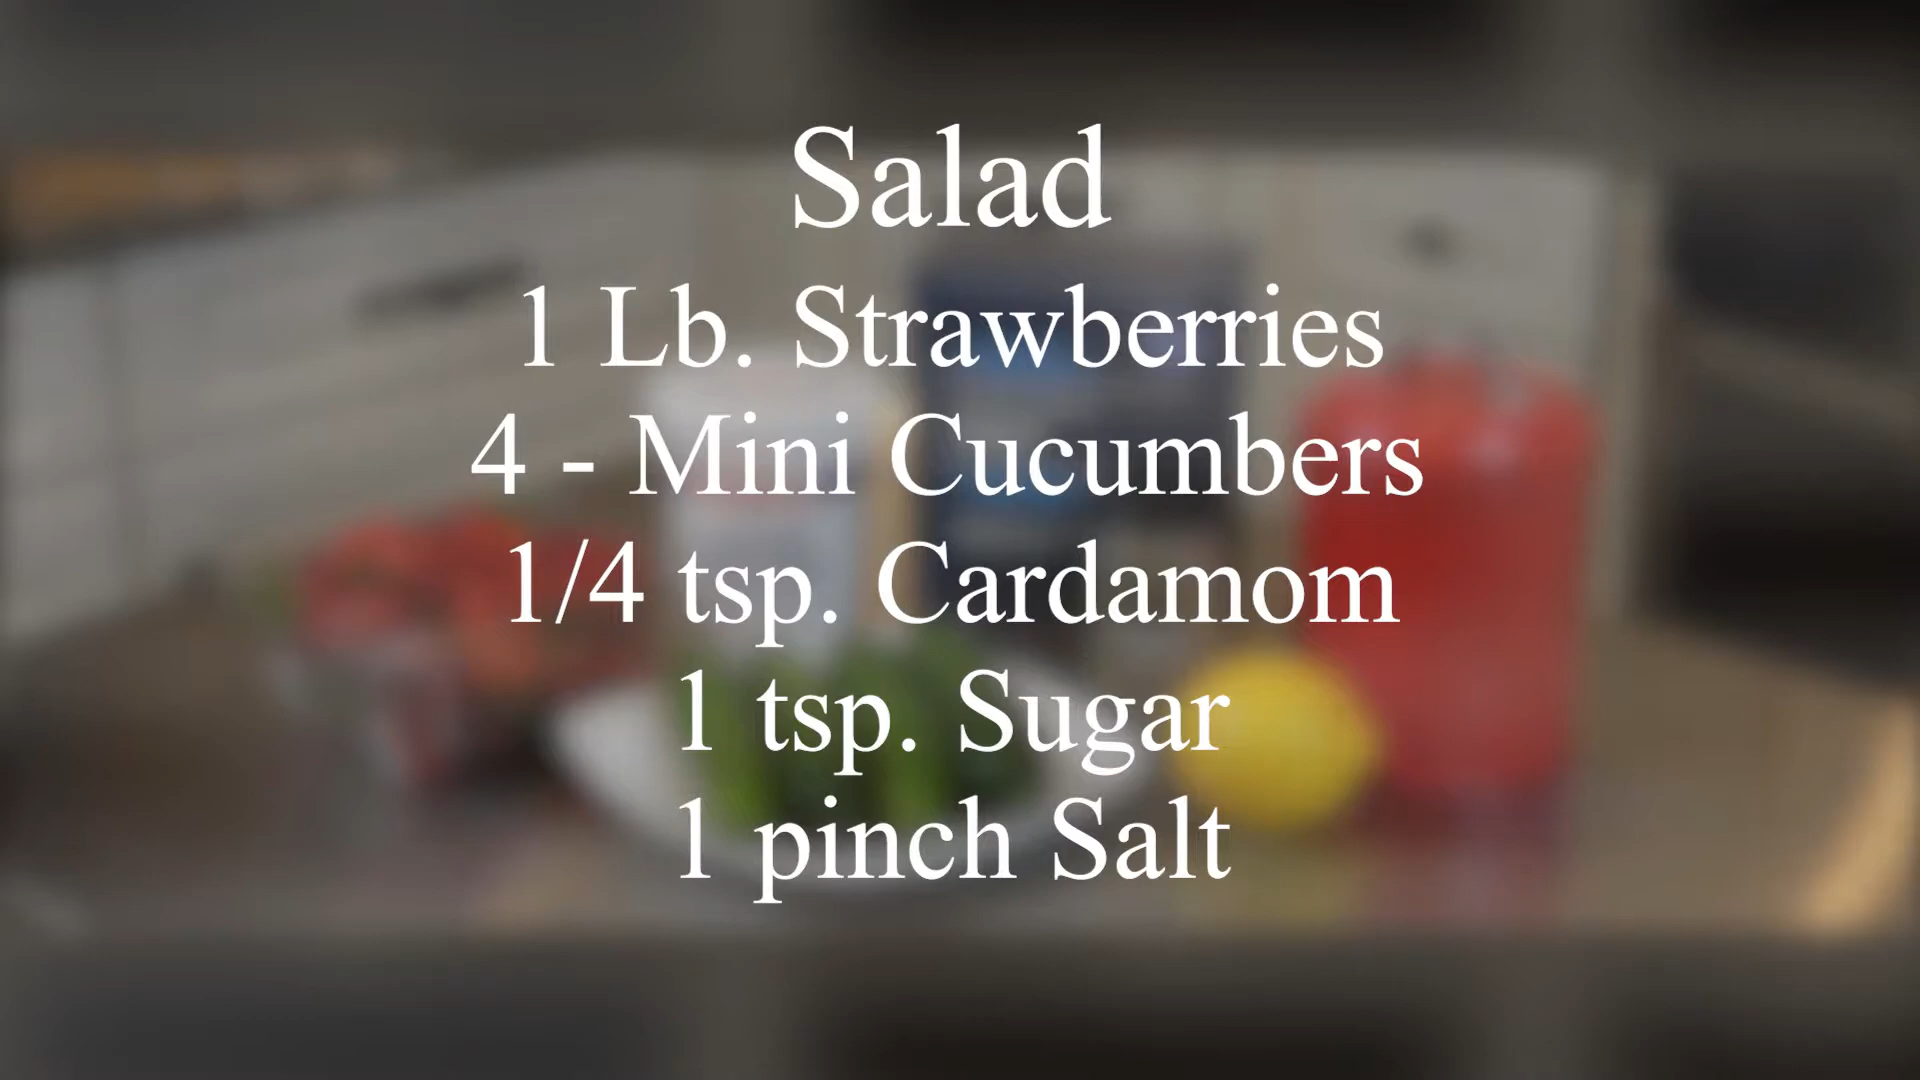 Salad
1 Lb. Strawberries
4 - Mini Cucumbers
1/4 tsp. Cardamom
1 tsp. Sugar
1 pinch Salt